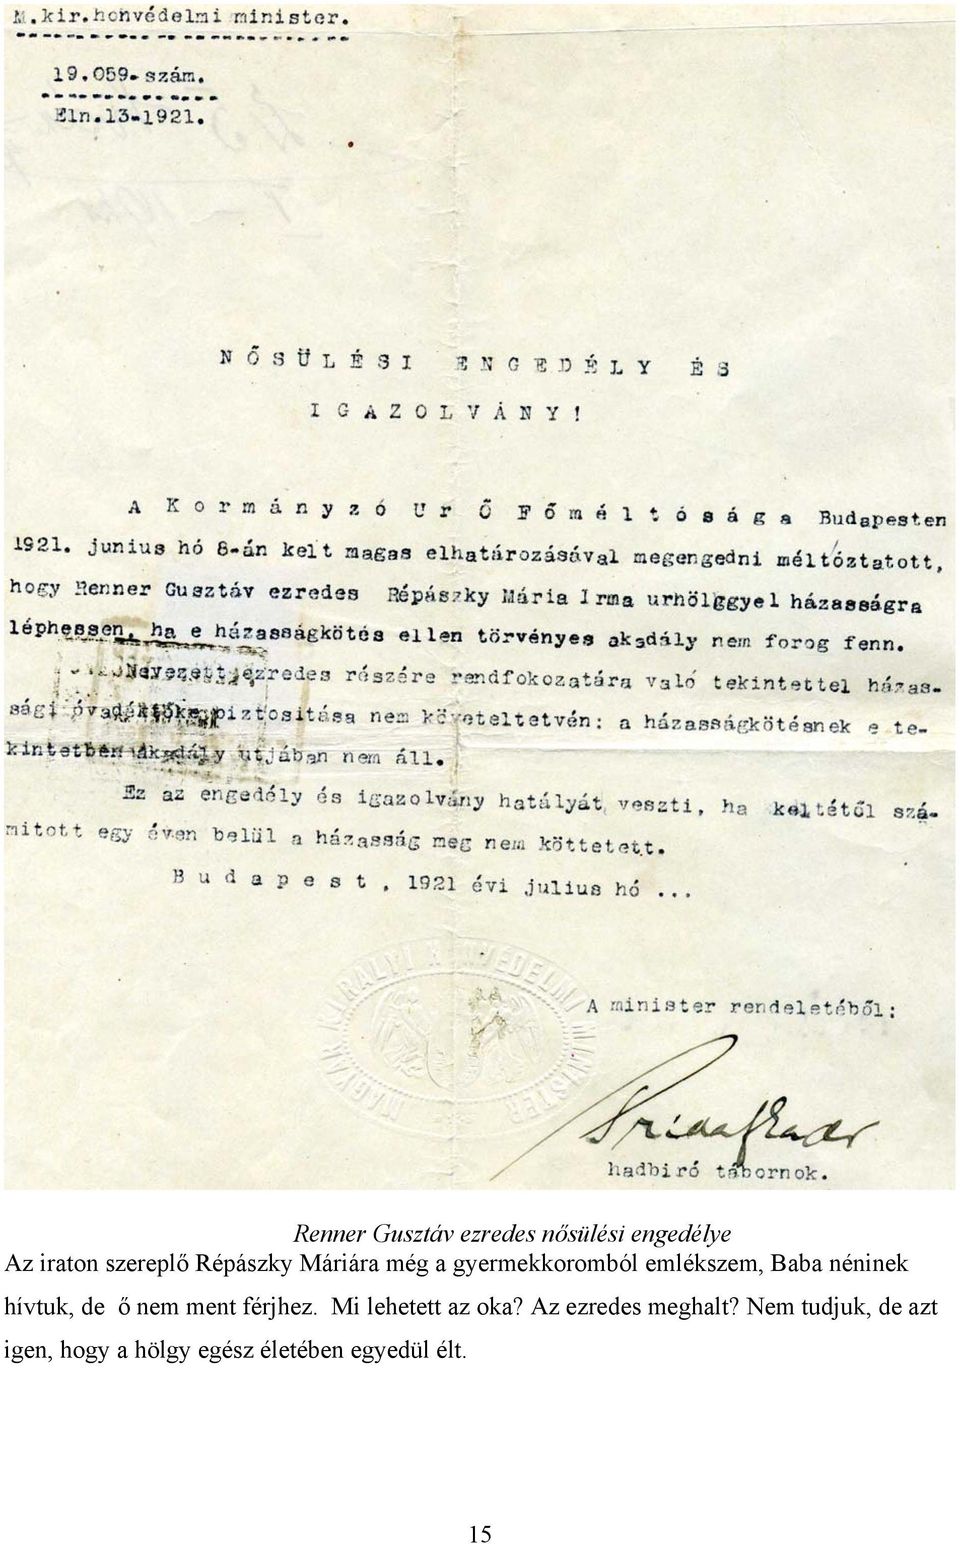 M.kir.honvédelmi minister.
19.059-szám.
Eln.13-1921.
NŐSÜLÉSI ENGEDÉLY ÉS
IGAZOLVÁNY!
A Kormányzó Ur Ő Főméltósága Budapesten
1921. junius hó 8-án kelt magas elhatározásával megengedni méltóztatott,
hogy Renner Gusztáv ezredes Répászky Mária Irma urhölggyel házasságra
léphessen, ha e házasságkötés ellen törvényes akadály nem forog fenn.
Nevezett ezredes részére rendfokozatára való tekintettel házas-
sági óvadéktőke biztositása nem követeltetvén: a házasságkötésnek e te-
kintetben akadály utjában nem áll.
Ez az engedély és igazolvány hatályát veszti, ha keltétől szá-
mitott egy éven belül a házasság meg nem köttetett.
Budapest, 1921 évi julius hó ...
MAGYAR KIRÁLYI HONVÉDELMI MINISTER
A minister rendeletéből:
hadbiró tábornok.
Renner Gusztáv ezredes nősülési engedélye
Az iraton szereplő Répászky Máriára még a gyermekkoromból emlékszem, Baba néninek
hívtuk, de ő nem ment férjhez. Mi lehetett az oka? Az ezredes meghalt? Nem tudjuk, de azt
igen, hogy a hölgy egész életében egyedül élt.
15